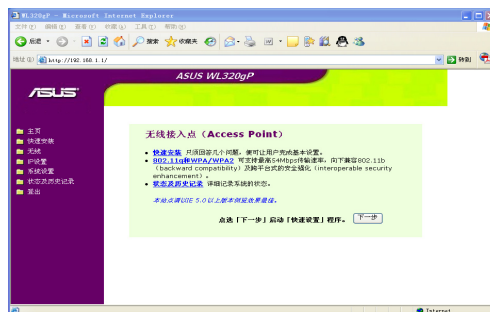 WL320gP - Microsoft Internet Explorer
文件(F) 编辑(E) 查看(V) 收藏(A) 工具(T) 帮助(H)
后退 搜索 收藏夹
地址(D) http://192.168.1.1/ 转到
ASUS WL320gP
ASUS
主页
快速安装
无线
IP设置
系统设置
状态及历史记录
登出
无线接入点（Access Point）
快速安装 只须回答几个问题，便可让用户完成基本设置。
802.11g和WPA/WPA2 可支持最高54Mbps传输速率，向下兼容802.11b
（backward compatibility）及跨平台式的安全强化（interoperable security
enhancement）。
状态及历史记录 详细记录系统的状态。
本站点请以IE 5.0以上版本浏览效果最佳。
点选「下一步」启动「快速设置」程序。 下一步
Internet